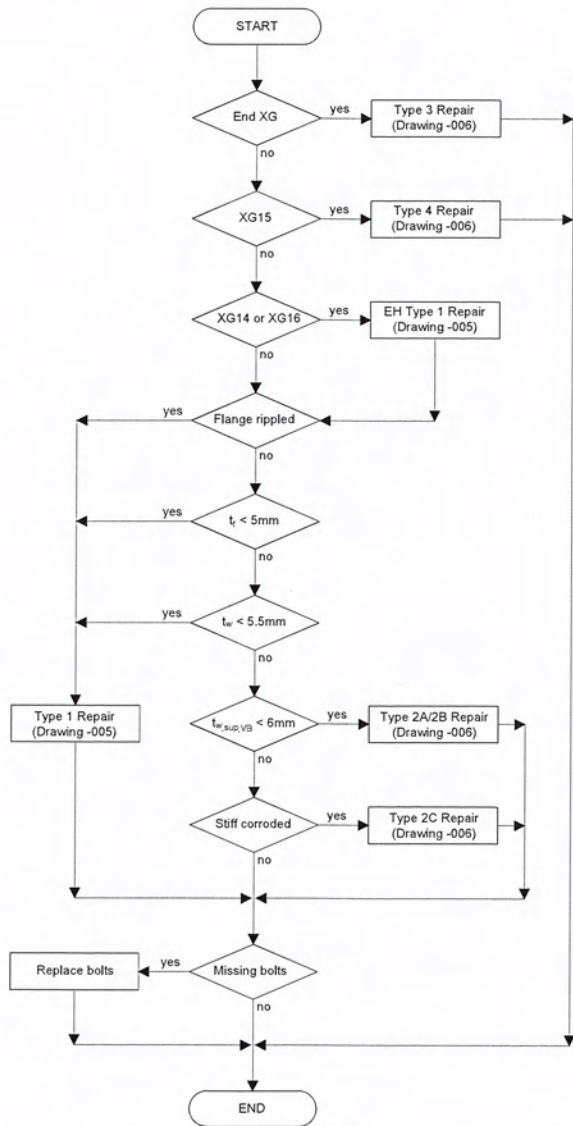 START
End XG
yes
Type 3 Repair
(Drawing -006)
no
XG15
yes
Type 4 Repair
(Drawing -006)
no
XG14 or XG16
yes
EH Type 1 Repair
(Drawing -005)
no
yes
Flange rippled
no
yes
tf < 5mm
no
yes
tw < 5.5mm
no
Type 1 Repair
(Drawing -005)
tw,sup,VB < 6mm
yes
Type 2A/2B Repair
(Drawing -006)
no
Stiff corroded
yes
Type 2C Repair
(Drawing -006)
no
Replace bolts
yes
Missing bolts
no
END